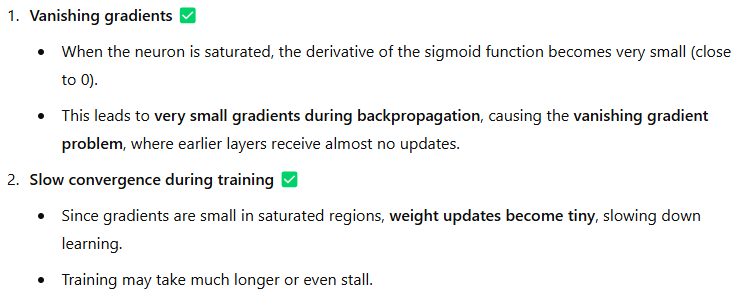 1. Vanishing gradients ✅
• When the neuron is saturated, the derivative of the sigmoid function becomes very small (close
to 0).
• This leads to very small gradients during backpropagation, causing the vanishing gradient
problem, where earlier layers receive almost no updates.
2. Slow convergence during training ✅
• Since gradients are small in saturated regions, weight updates become tiny, slowing down
learning.
• Training may take much longer or even stall.